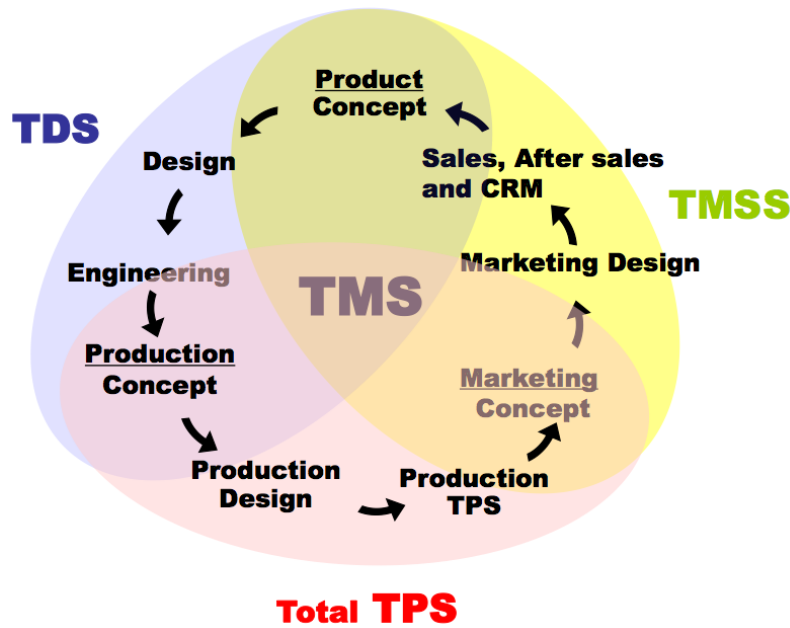 Product
Concept
TDS
Design
Sales, After sales
and CRM
TMSS
Engineering
Marketing Design
TMS
Production
Concept
Marketing
Concept
Production
Design
Production
TPS
Total TPS